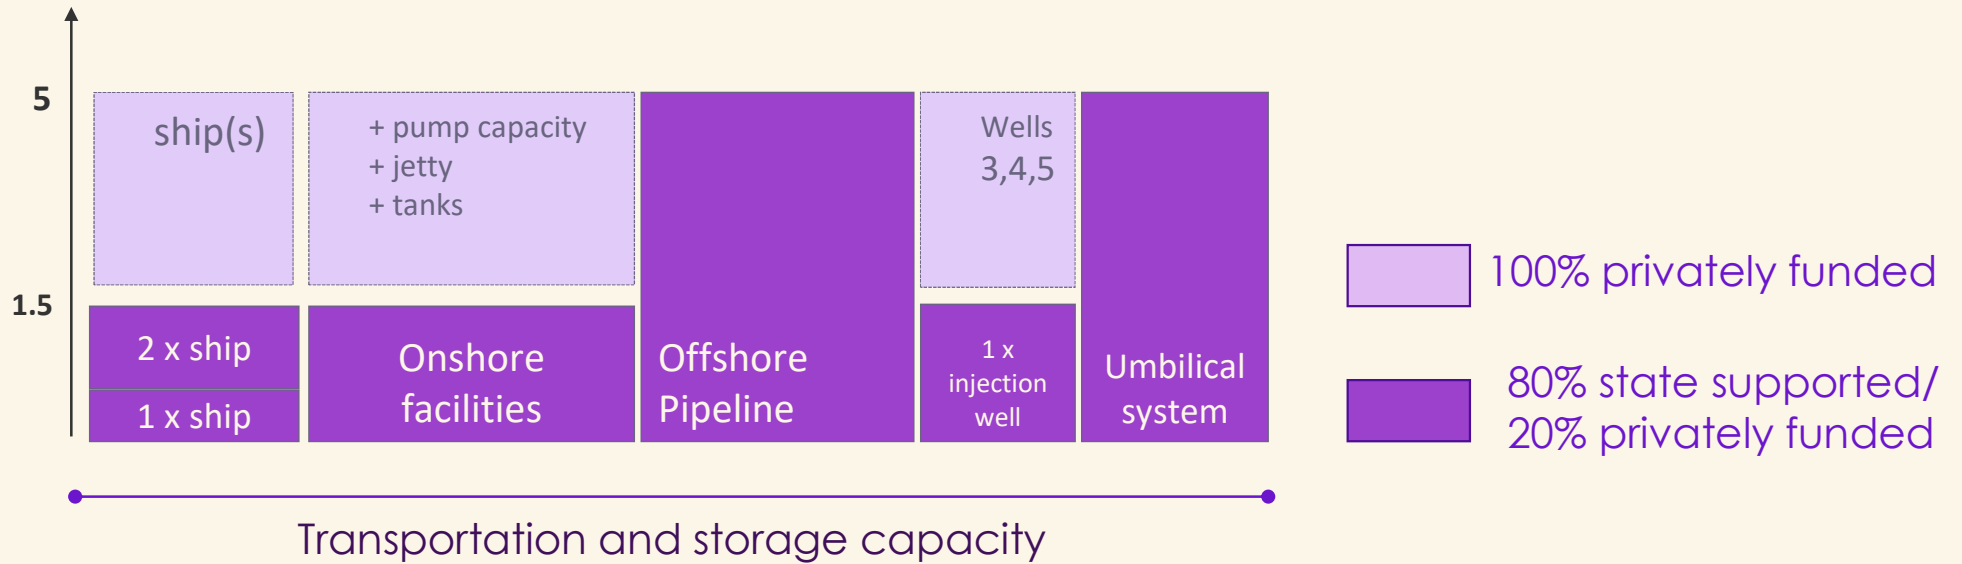 5
1.5
ship(s)
2 x ship
1 x ship
+ pump capacity
+ jetty
+ tanks
Onshore
facilities
Offshore
Pipeline
Wells
3,4,5
1 x
injection
well
Umbilical
system
100% privately funded
80% state supported/
20% privately funded
Transportation and storage capacity